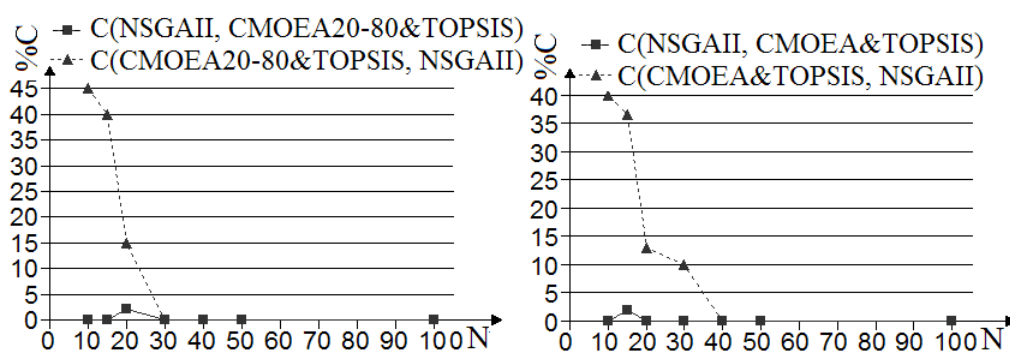 C(NSGAII, CMOEA20-80&TOPSIS)
C(CMOEA20-80&TOPSIS, NSGAII)
%C
45
40
35
30
25
20
15
10
5
0
0 10 20 30 40 50 60 70 80 90 100 N
C(NSGAII, CMOEA&TOPSIS)
C(CMOEA&TOPSIS, NSGAII)
%C
40
35
30
25
20
15
10
5
0
0 10 20 30 40 50 60 70 80 90 100 N